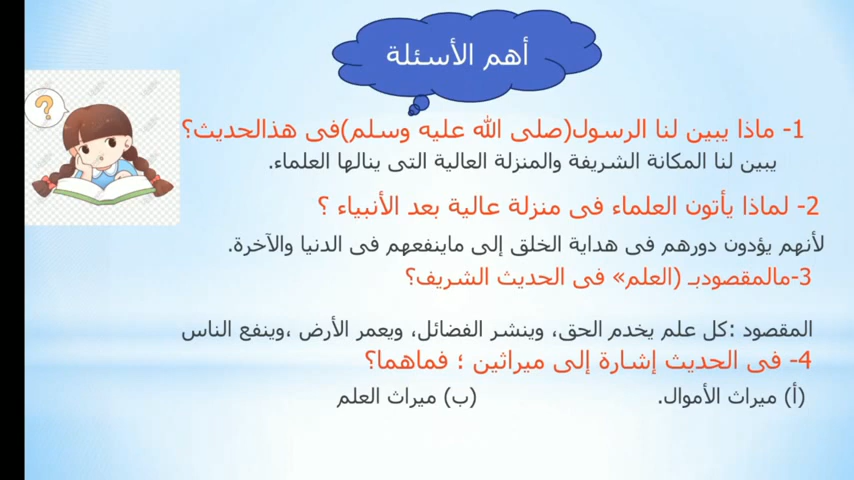 أهم الأسئلة
1- ماذا يبين لنا الرسول(صلى الله عليه وسلم)فى هذالحديث؟
يبين لنا المكانة الشريفة والمنزلة العالية التى ينالها العلماء.
2- لماذا يأتون العلماء فى منزلة عالية بعد الأنبياء ؟
لأنهم يؤدون دورهم فى هداية الخلق إلى ماينفعهم فى الدنيا والآخرة.
3-مالمقصودبـ (العلم» فى الحديث الشريف؟
المقصود :كل علم يخدم الحق، وينشر الفضائل، ويعمر الأرض ،وينفع الناس
4- فى الحديث إشارة إلى ميراثين ؛ فماهما؟
(أ) ميراث الأموال. (ب) ميراث العلم